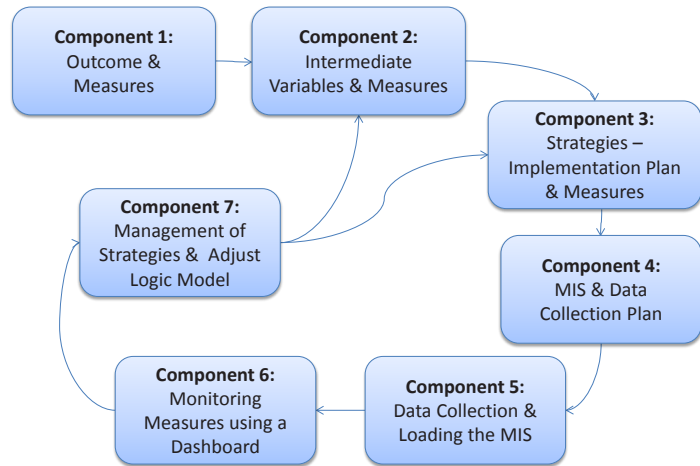 Component 1:
Outcome &
Measures
Component 2:
Intermediate
Variables & Measures
Component 3:
Strategies –
Implementation Plan
& Measures
Component 4:
MIS & Data
Collection Plan
Component 5:
Data Collection &
Loading the MIS
Component 6:
Monitoring
Measures using a
Dashboard
Component 7:
Management of
Strategies & Adjust
Logic Model